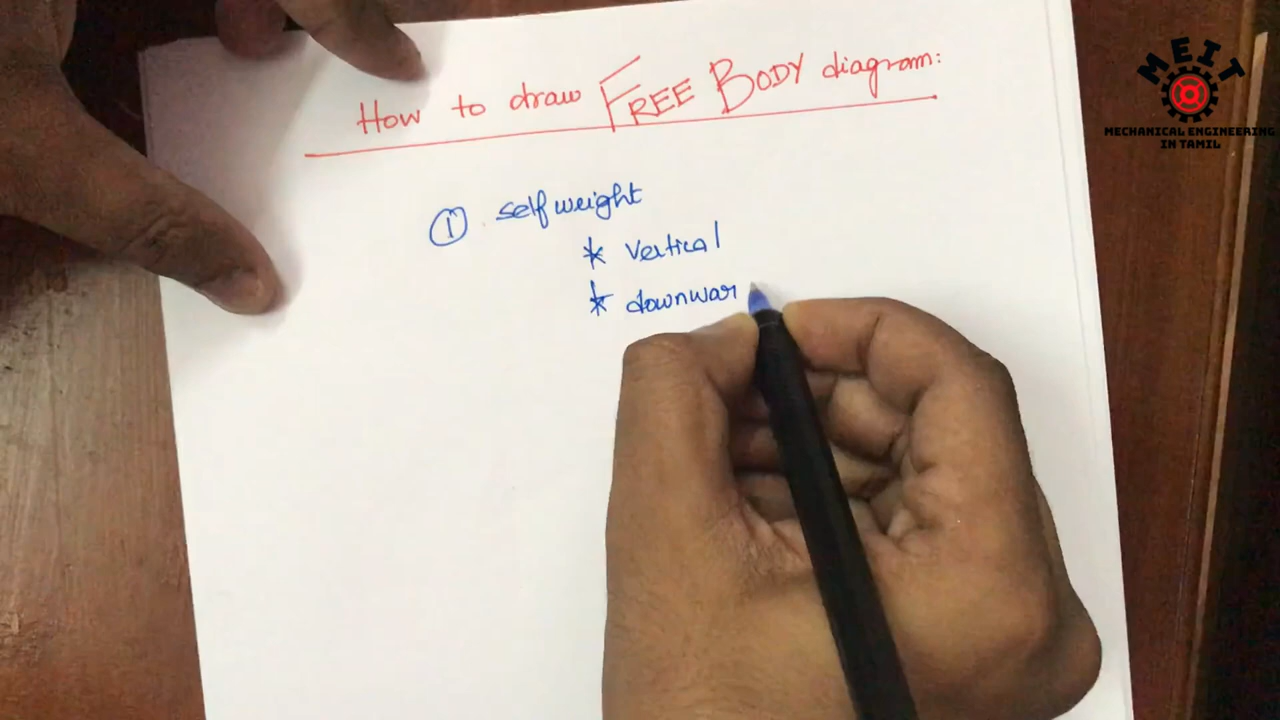 How to draw FREE BODY diagram:
① self weight
* Vertical
* downwar
MEIT
MECHANICAL ENGINEERING
IN TAMIL